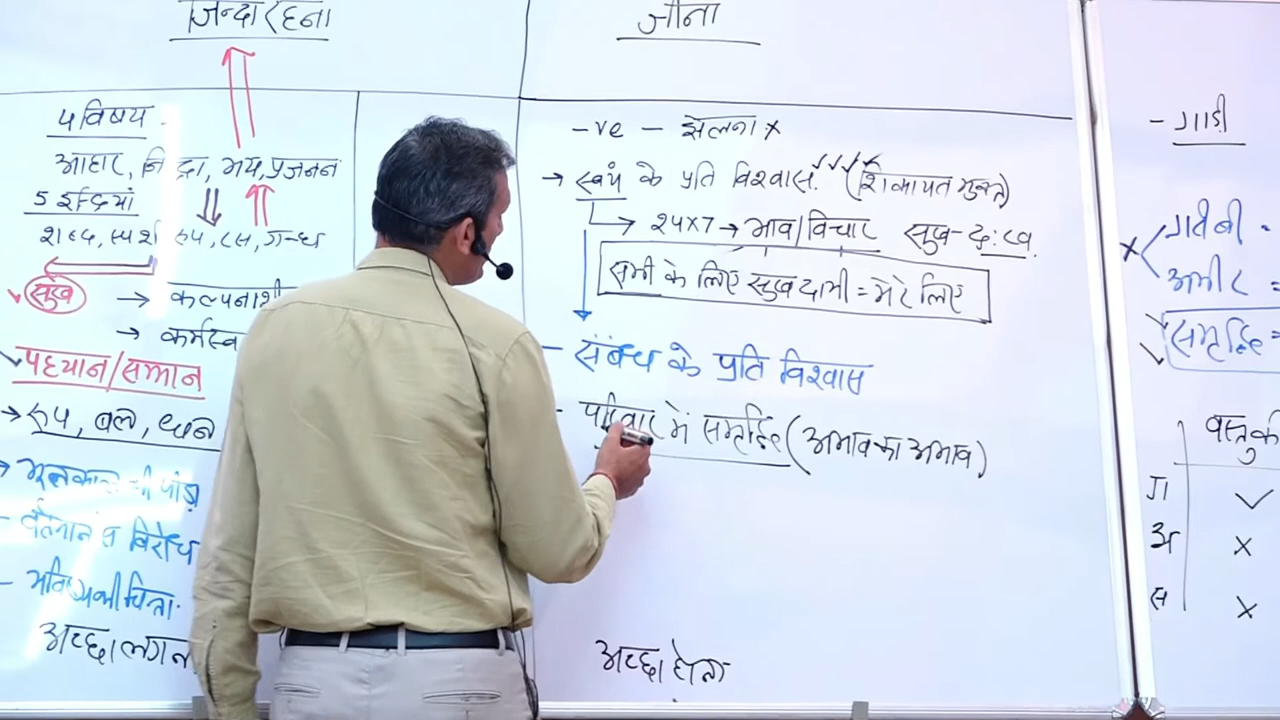 जिन्दा रहना
4 विषय -
आहार, नि द्रा, भय, प्रजनन
5 इंद्रियां
शब्द, स्पर्श रूप, रस, गन्ध
सुख
→ कल्पनाशी
→ कर्मस्व
पहचान/सम्मान
→ रूप, बल, धन
→ भूतकाल पीड़ा
- वर्तमान विरोध
- भविष्य की चिंता.
अच्छा लगन
जीना
-ve - झेलना x
→ स्वयं के प्रति विश्वास. (शिकायत मुक्त)
→ 24x7 → भाव/विचार सुख-दुःख
सभी के लिए सुखदायी = मेरे लिए
- संबंध के प्रति विश्वास
- परिवार में समृद्धि (अभाव का अभाव)
अच्छा होना
- गाड़ी
x गरीबी -
अमीर =
समृद्धि =
वस्तु की
ग ✓
अ x
स x